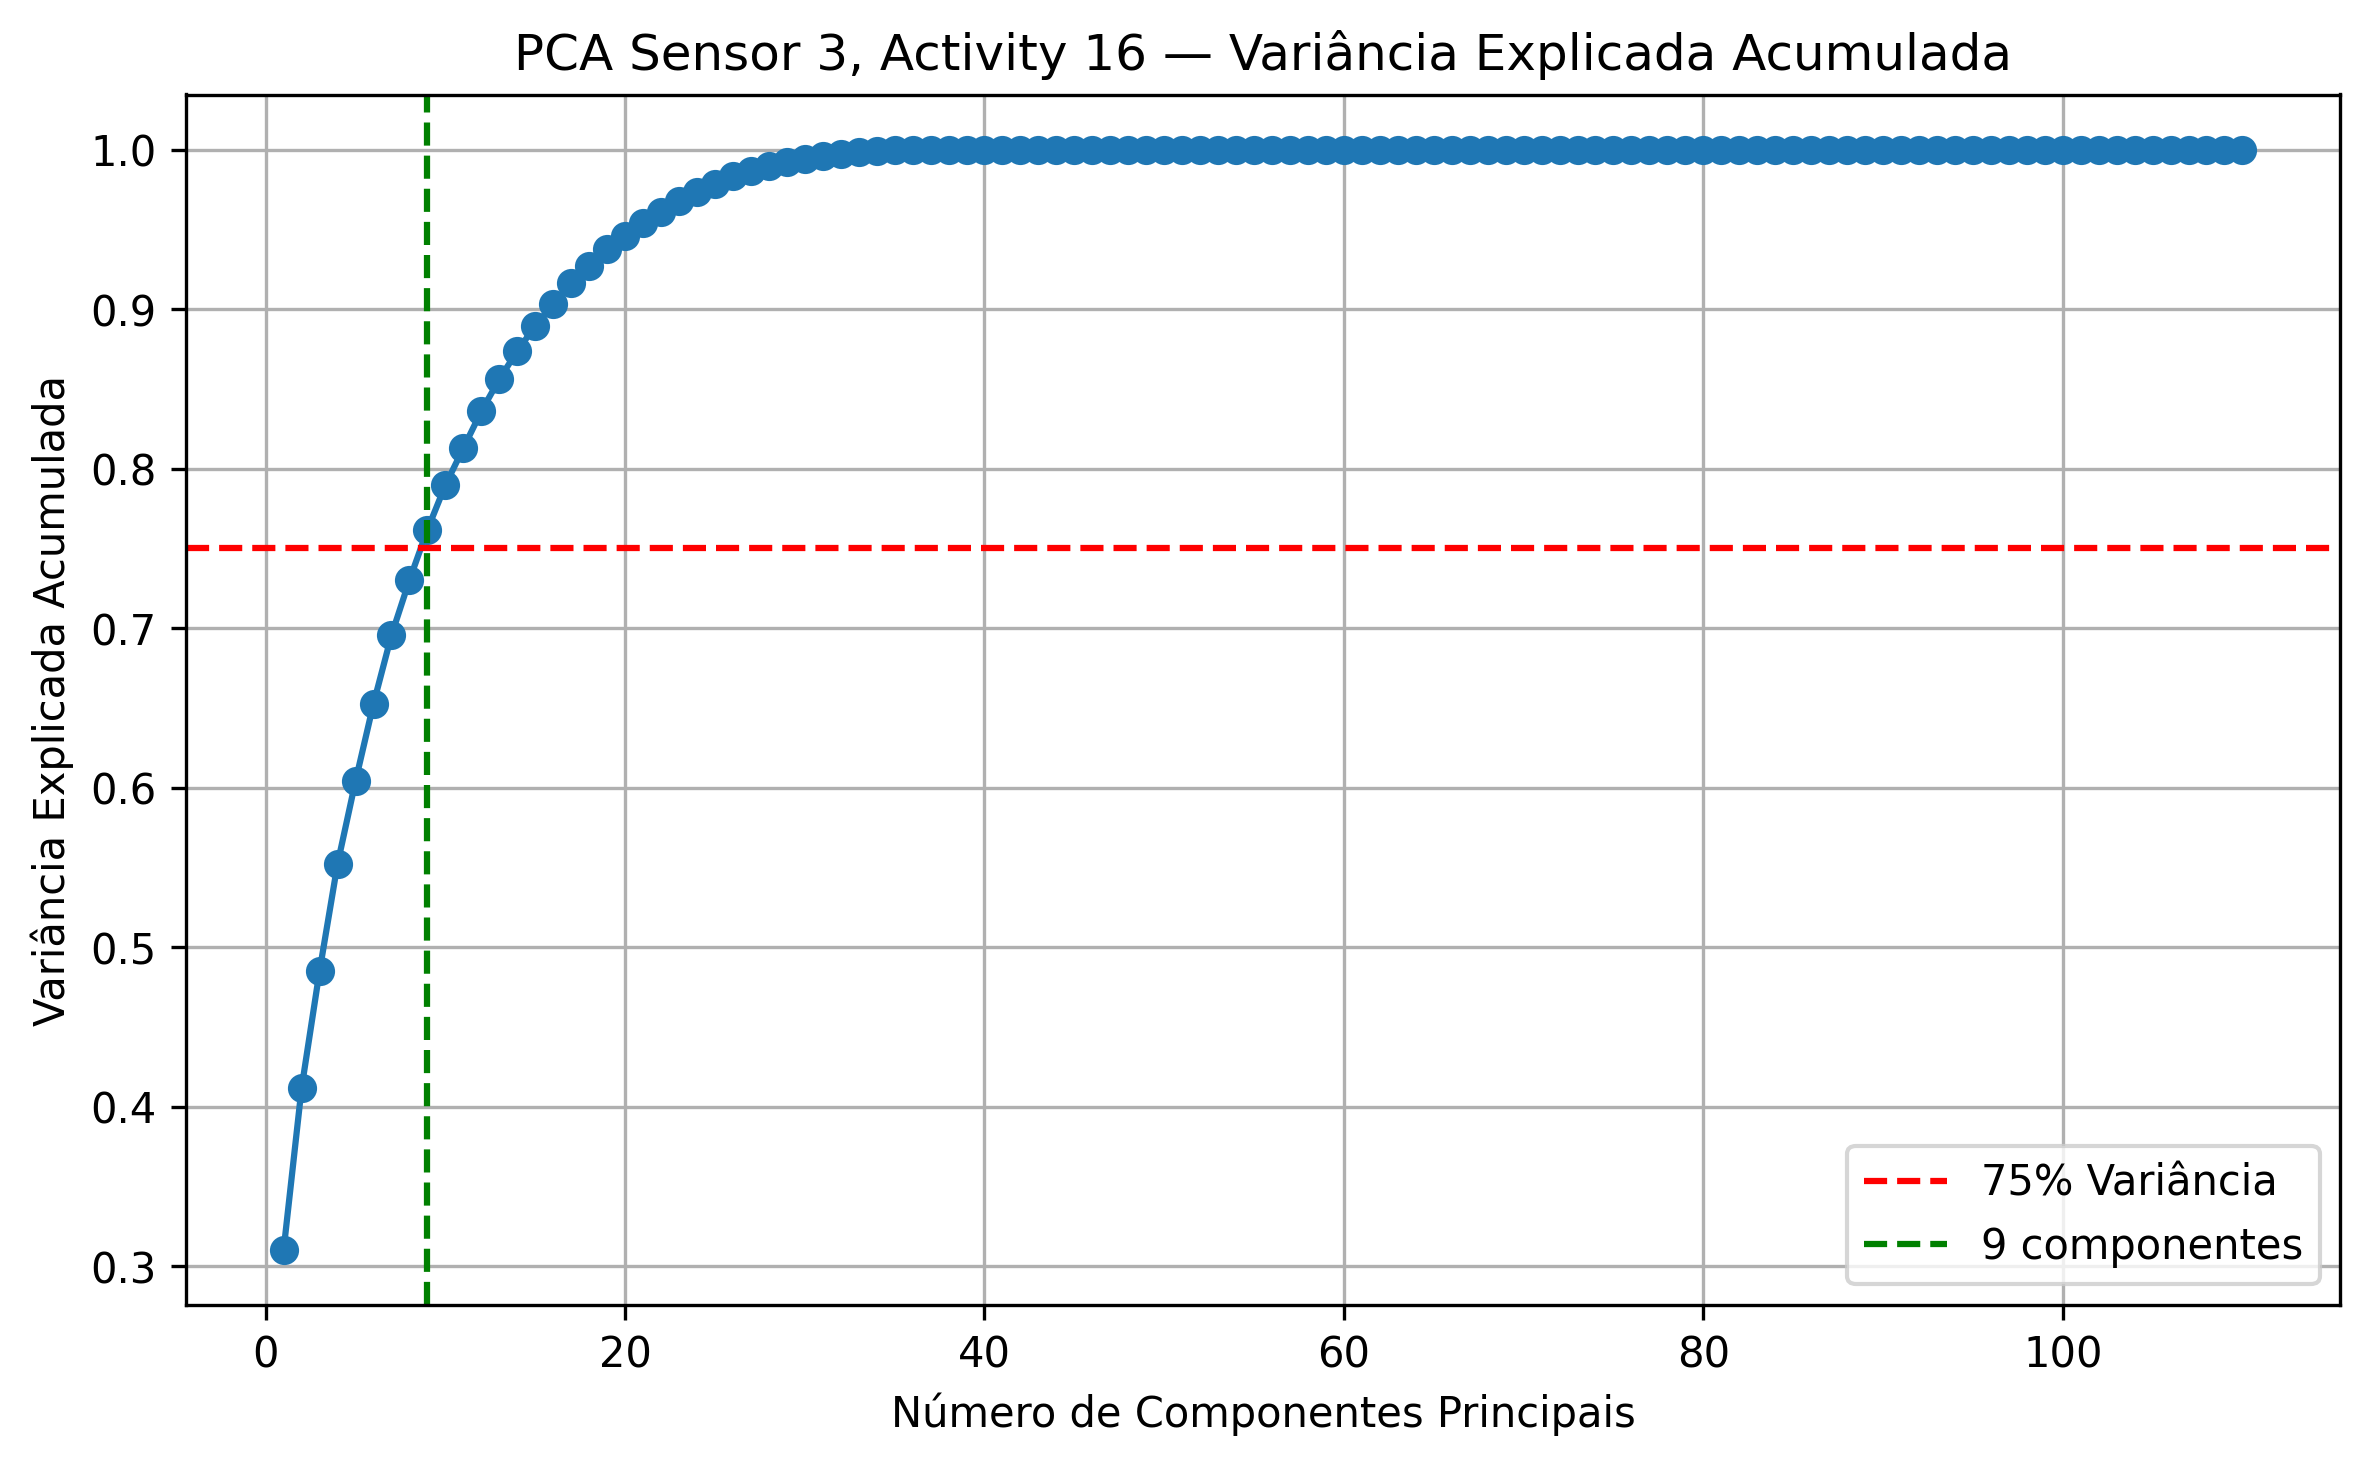 PCA Sensor 3, Activity 16 — Variância Explicada Acumulada
Variância Explicada Acumulada
1.0
0.9
0.8
0.7
0.6
0.5
0.4
0.3
75% Variância
9 componentes
0 20 40 60 80 100
Número de Componentes Principais